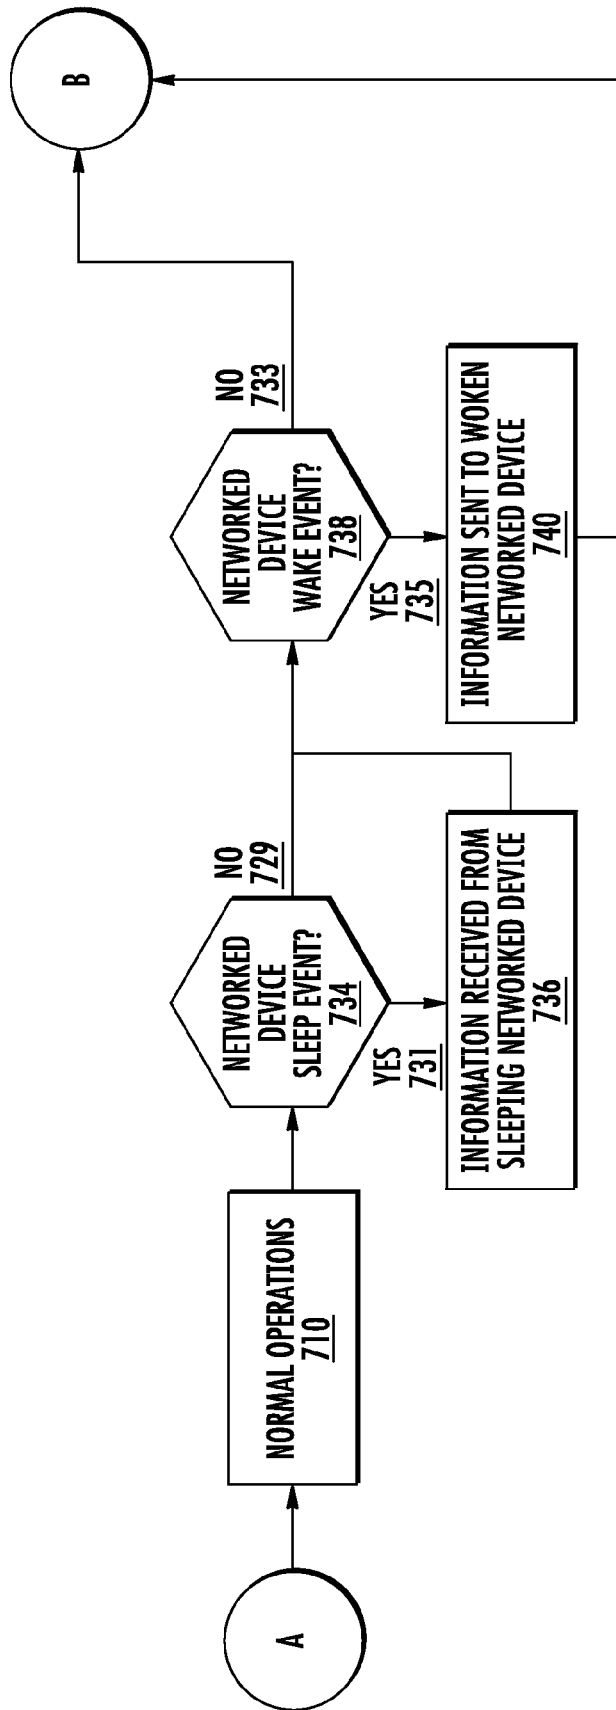 A
NORMAL OPERATIONS
710
NETWORKED
DEVICE
SLEEP EVENT?
734
NO
729
YES
731
INFORMATION RECEIVED FROM
SLEEPING NETWORKED DEVICE
736
NETWORKED
DEVICE
WAKE EVENT?
738
NO
733
YES
735
INFORMATION SENT TO WOKEN
NETWORKED DEVICE
740
B